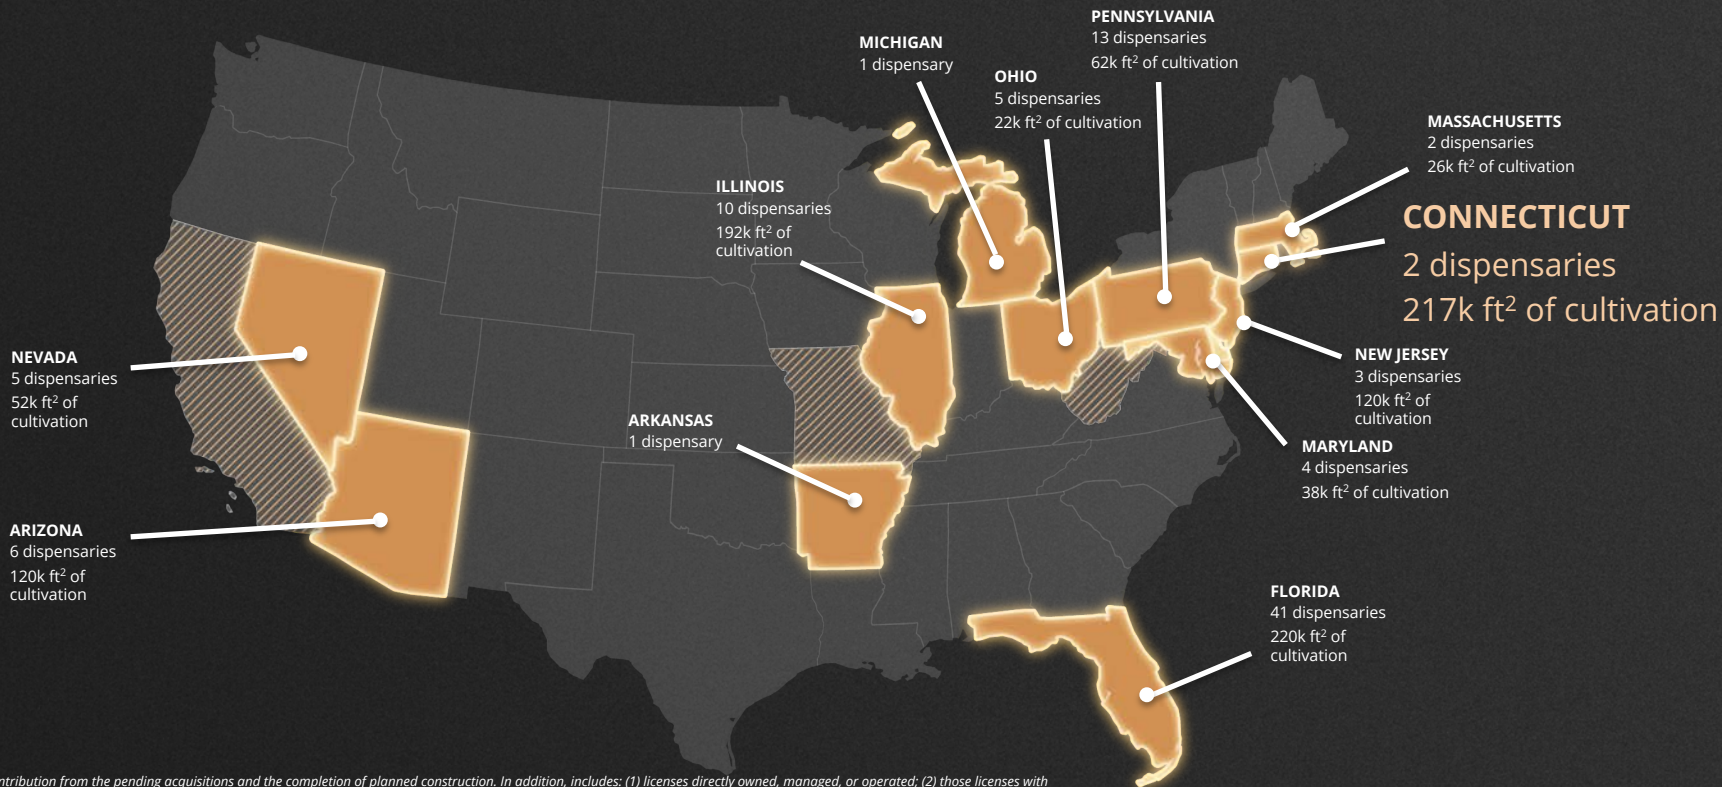 PENNSYLVANIA
13 dispensaries
62k ft² of cultivation
MICHIGAN
1 dispensary
OHIO
5 dispensaries
22k ft² of cultivation
MASSACHUSETTS
2 dispensaries
26k ft² of cultivation
ILLINOIS
10 dispensaries
192k ft² of
cultivation
CONNECTICUT
2 dispensaries
217k ft² of cultivation
NEVADA
5 dispensaries
52k ft² of
cultivation
NEW JERSEY
3 dispensaries
120k ft² of
cultivation
ARKANSAS
1 dispensary
MARYLAND
4 dispensaries
38k ft² of cultivation
ARIZONA
6 dispensaries
120k ft² of
cultivation
FLORIDA
41 dispensaries
220k ft² of
cultivation
from the pending acquisitions and the completion of planned construction. In addition, includes: (1) licenses directly owned, managed, or operated; (2) those licenses with